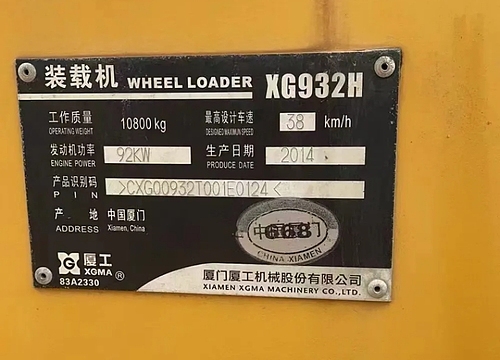 装载机 WHEEL LOADER XG932H
工作质量 10800 kg 最高设计车速 38 km/h
OPERATING WEIGHT DESIGNED MAXIMUM SPEED
发动机功率 92KW 生产日期 2014
ENGINE POWER PRODUCE DATE
产品识别码 >CXG00932T001E0124<
PIN
产地 中国厦门
ADDRESS Xiamen, China
668
CHINA XIAMEN
厦工
XGMA ®
83A2330
厦门厦工机械股份有限公司
XIAMEN XGMA MACHINERY CO.,LTD.